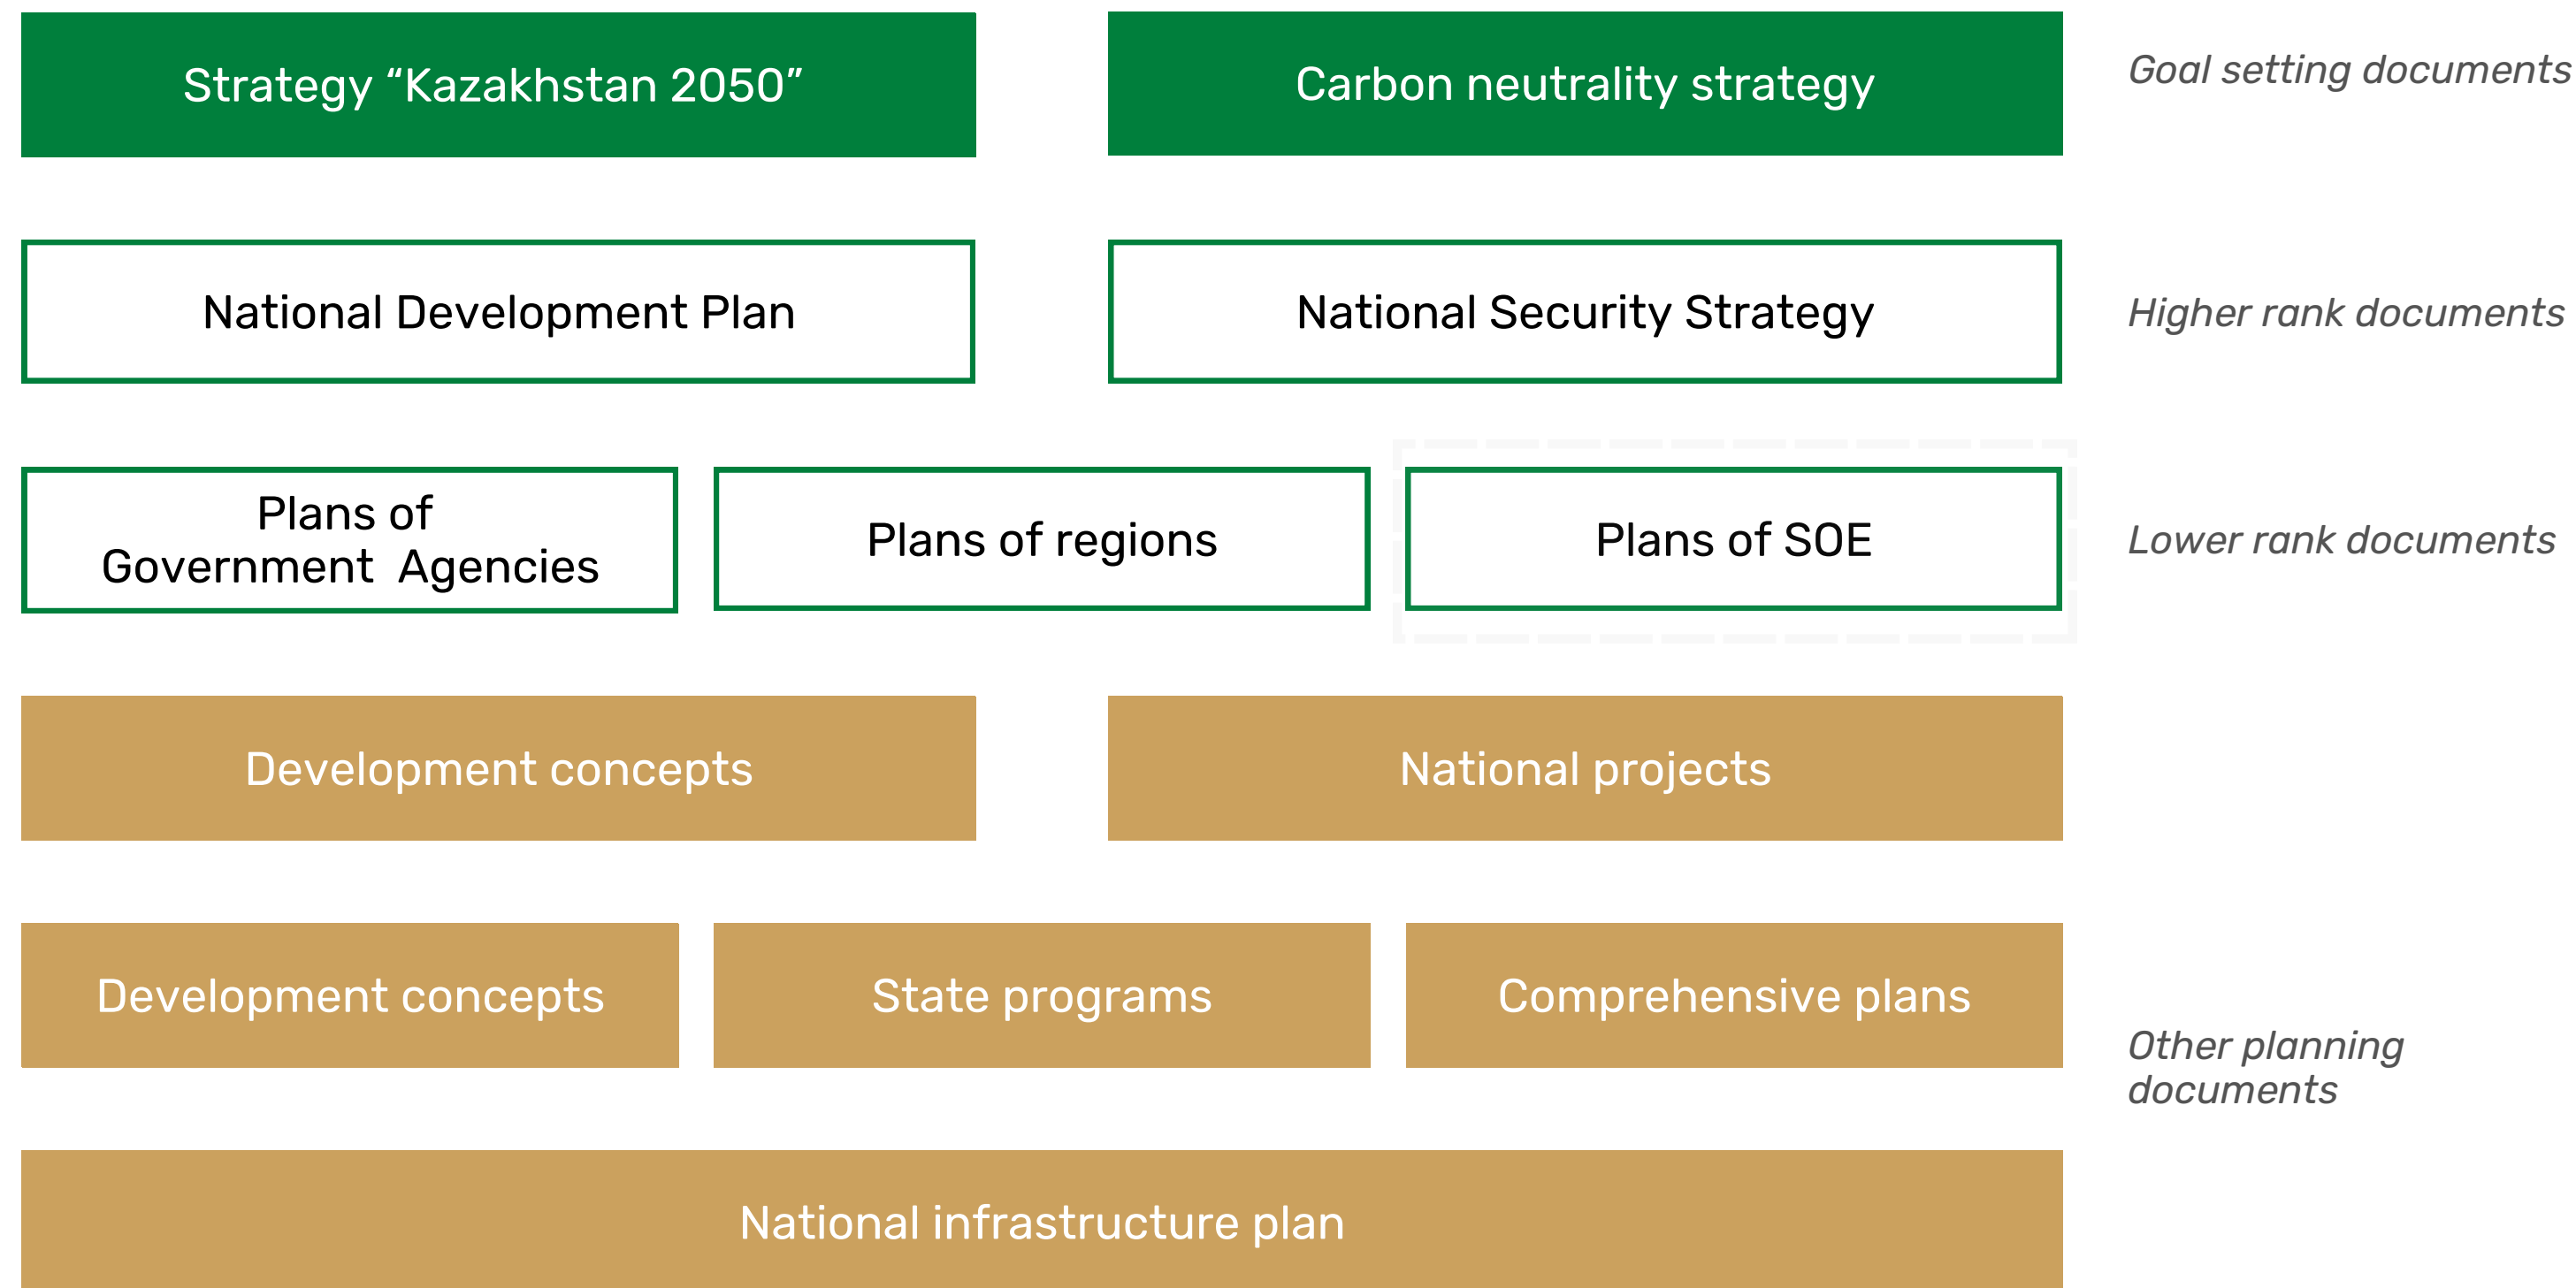 Strategy “Kazakhstan 2050”
Carbon neutrality strategy
Goal setting documents
National Development Plan
National Security Strategy
Higher rank documents
Plans of
Government Agencies
Plans of regions
Plans of SOE
Lower rank documents
Development concepts
National projects
Development concepts
State programs
Comprehensive plans
Other planning
documents
National infrastructure plan